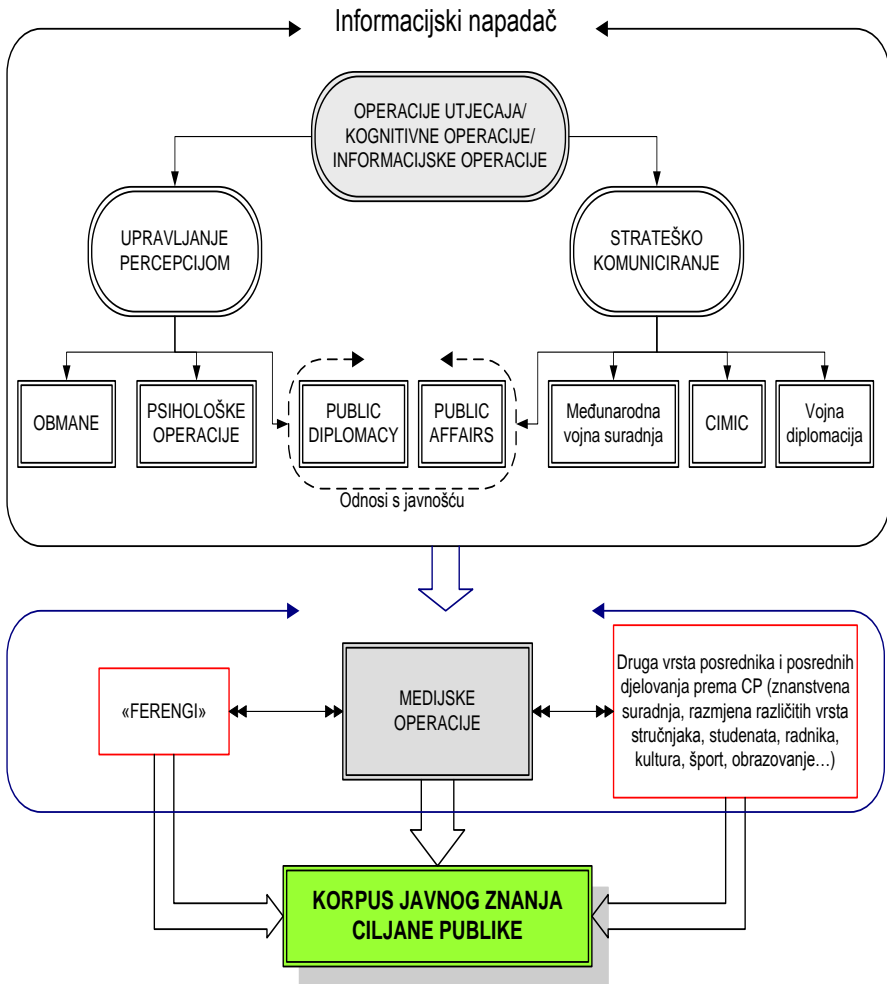 Informacijski napadač
OPERACIJE UTJECAJA/
KOGNITIVNE OPERACIJE/
INFORMACIJSKE OPERACIJE
UPRAVLJANJE
PERCEPCIJOM
STRATEŠKO
KOMUNICIRANJE
OBMANE
PSIHOLOŠKE
OPERACIJE
PUBLIC
DIPLOMACY
PUBLIC
AFFAIRS
Međunarodna
vojna suradnja
CIMIC
Vojna
diplomacija
Odnosi s javnošću
«FERENGI»
MEDIJSKE
OPERACIJE
Druga vrsta posrednika i posrednih
djelovanja prema CP (znanstvena
suradnja, razmjena različitih vrsta
stručnjaka, studenata, radnika,
kultura, šport, obrazovanje...)
KORPUS JAVNOG ZNANJA
CILJANE PUBLIKE